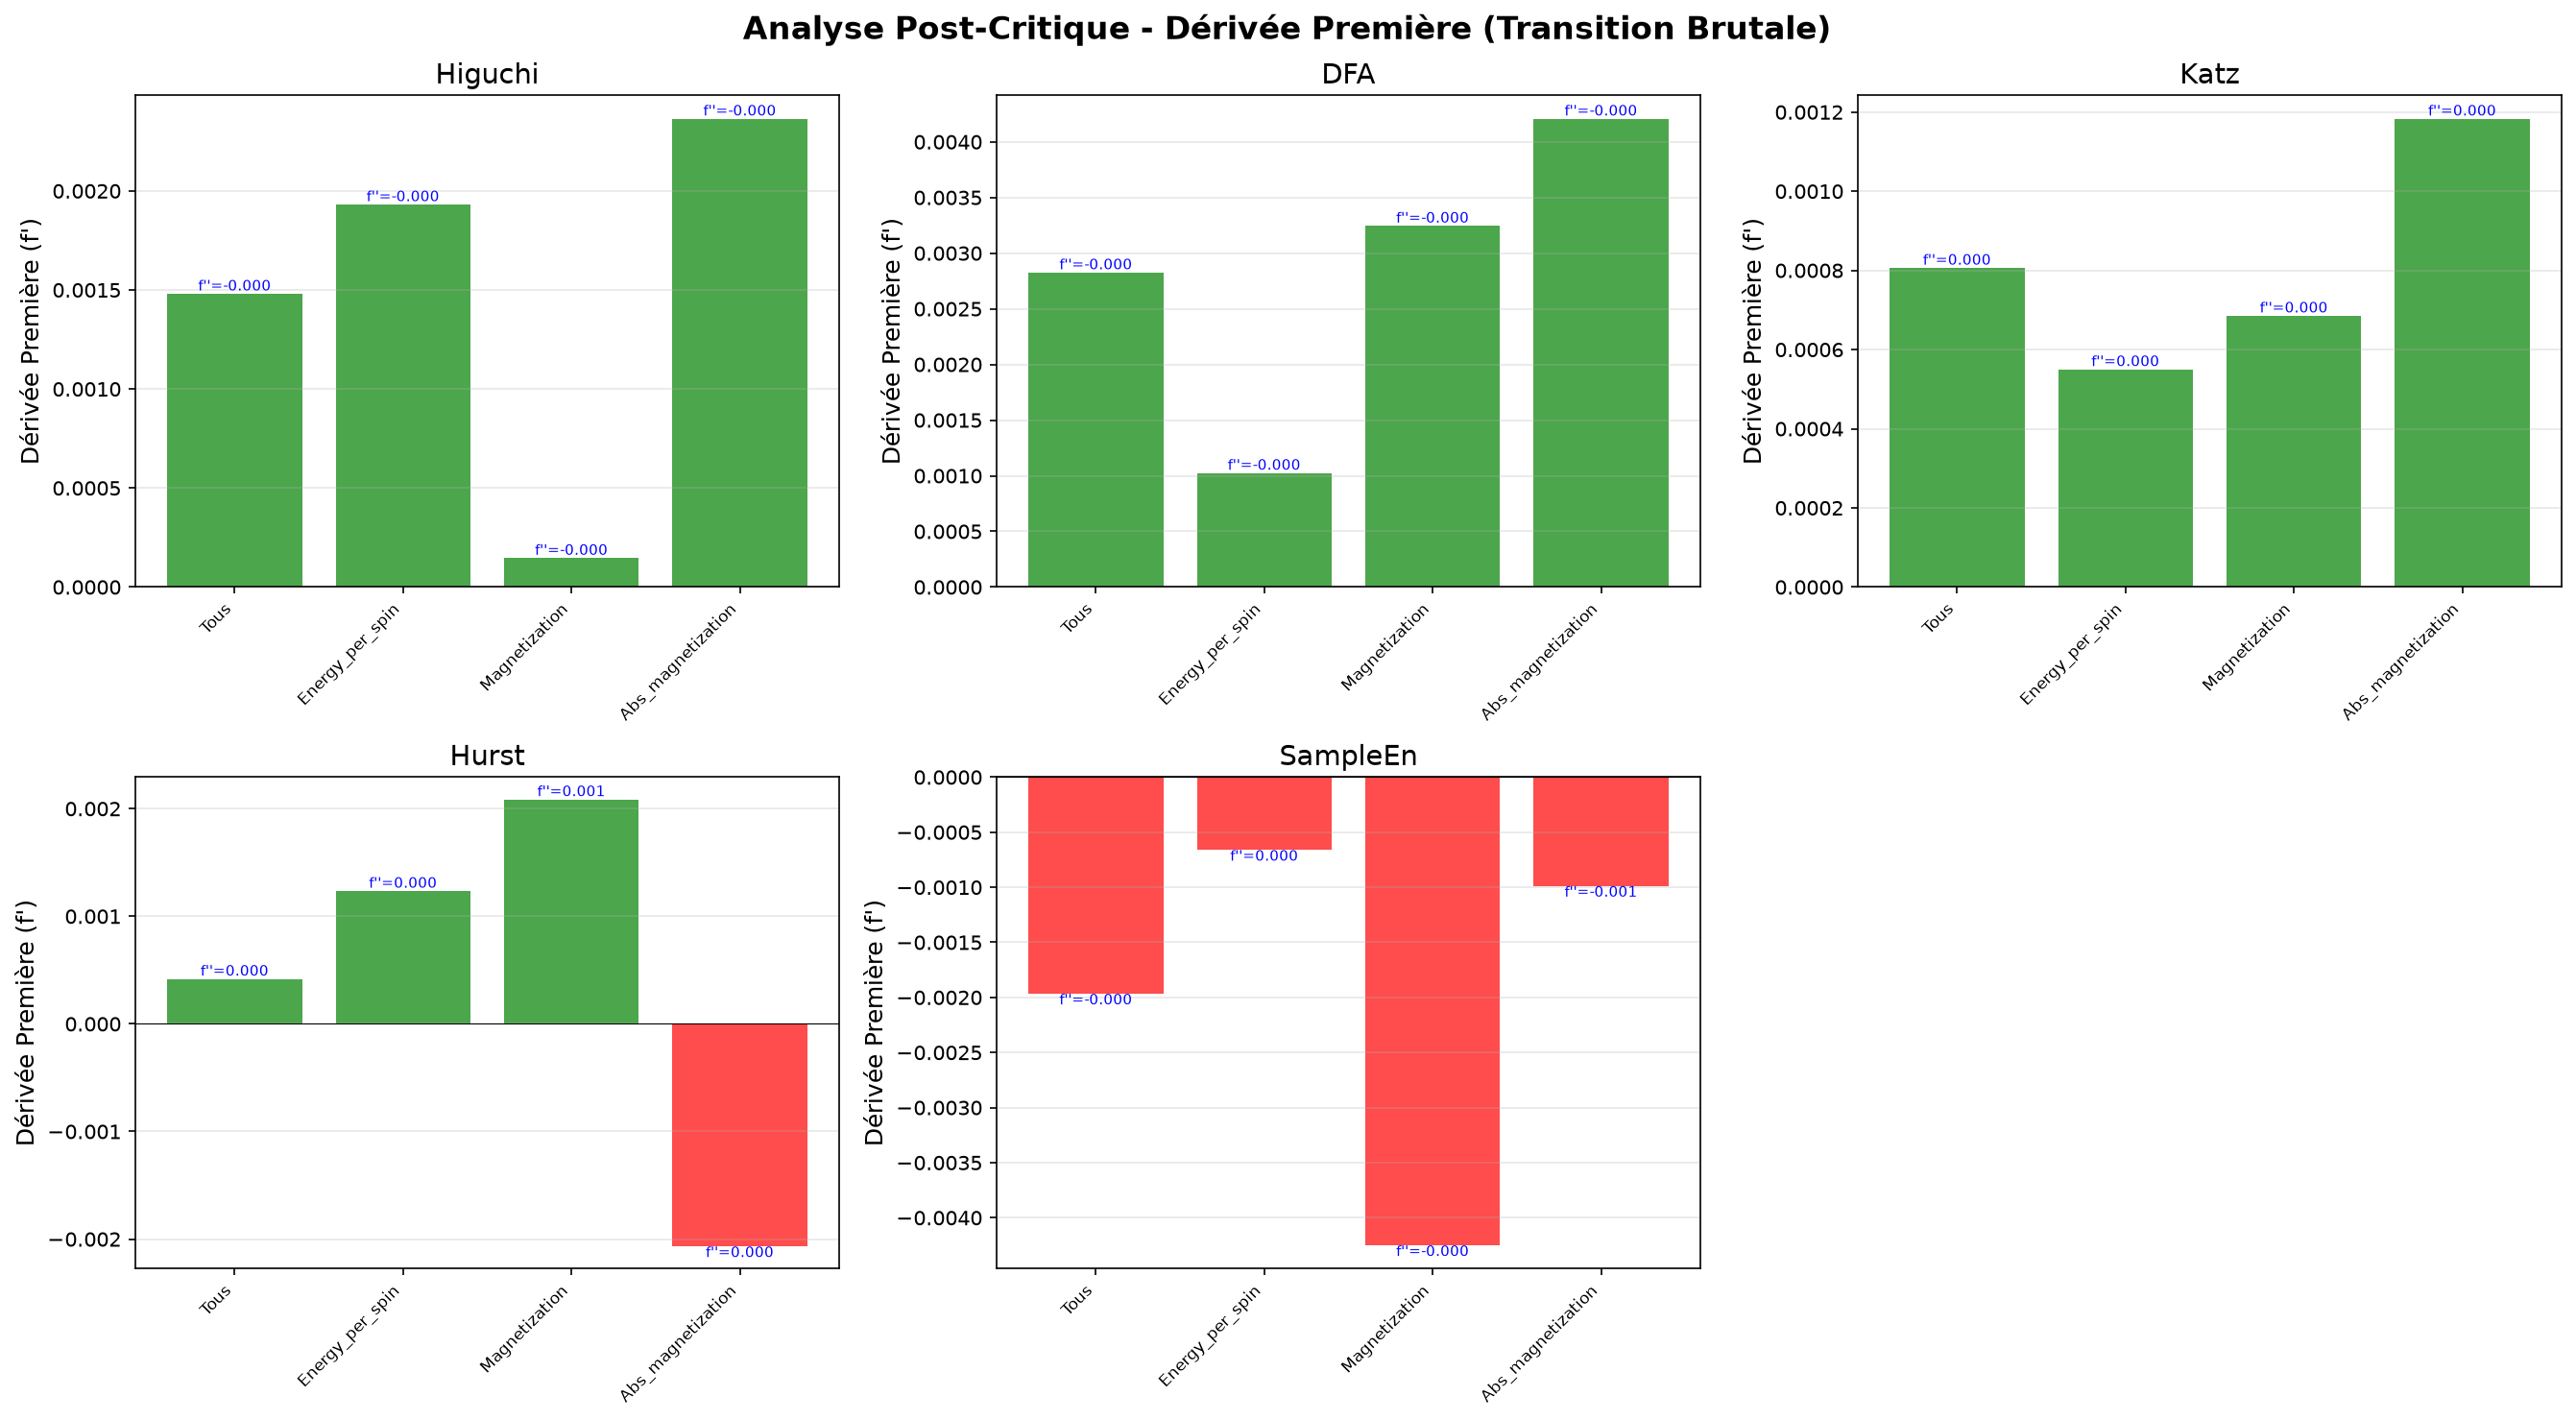 Analyse Post-Critique - Dérivée Première (Transition Brutale)
Higuchi
Dérivée Première (f')
0.0020
0.0015
0.0010
0.0005
0.0000
f''=-0.000
f''=-0.000
f''=-0.000
f''=-0.000
Tous
Energy_per_spin
Magnetization
Abs_magnetization
DFA
Dérivée Première (f')
0.0040
0.0035
0.0030
0.0025
0.0020
0.0015
0.0010
0.0005
0.0000
f''=-0.000
f''=-0.000
f''=-0.000
f''=-0.000
Tous
Energy_per_spin
Magnetization
Abs_magnetization
Katz
Dérivée Première (f')
0.0012
0.0010
0.0008
0.0006
0.0004
0.0002
0.0000
f''=0.000
f''=0.000
f''=0.000
f''=0.000
Tous
Energy_per_spin
Magnetization
Abs_magnetization
Hurst
Dérivée Première (f')
0.002
0.001
0.000
−0.001
−0.002
f''=0.000
f''=0.000
f''=0.001
f''=0.000
Tous
Energy_per_spin
Magnetization
Abs_magnetization
SampleEn
Dérivée Première (f')
0.0000
−0.0005
−0.0010
−0.0015
−0.0020
−0.0025
−0.0030
−0.0035
−0.0040
f''=-0.000
f''=0.000
f''=-0.000
f''=-0.001
Tous
Energy_per_spin
Magnetization
Abs_magnetization